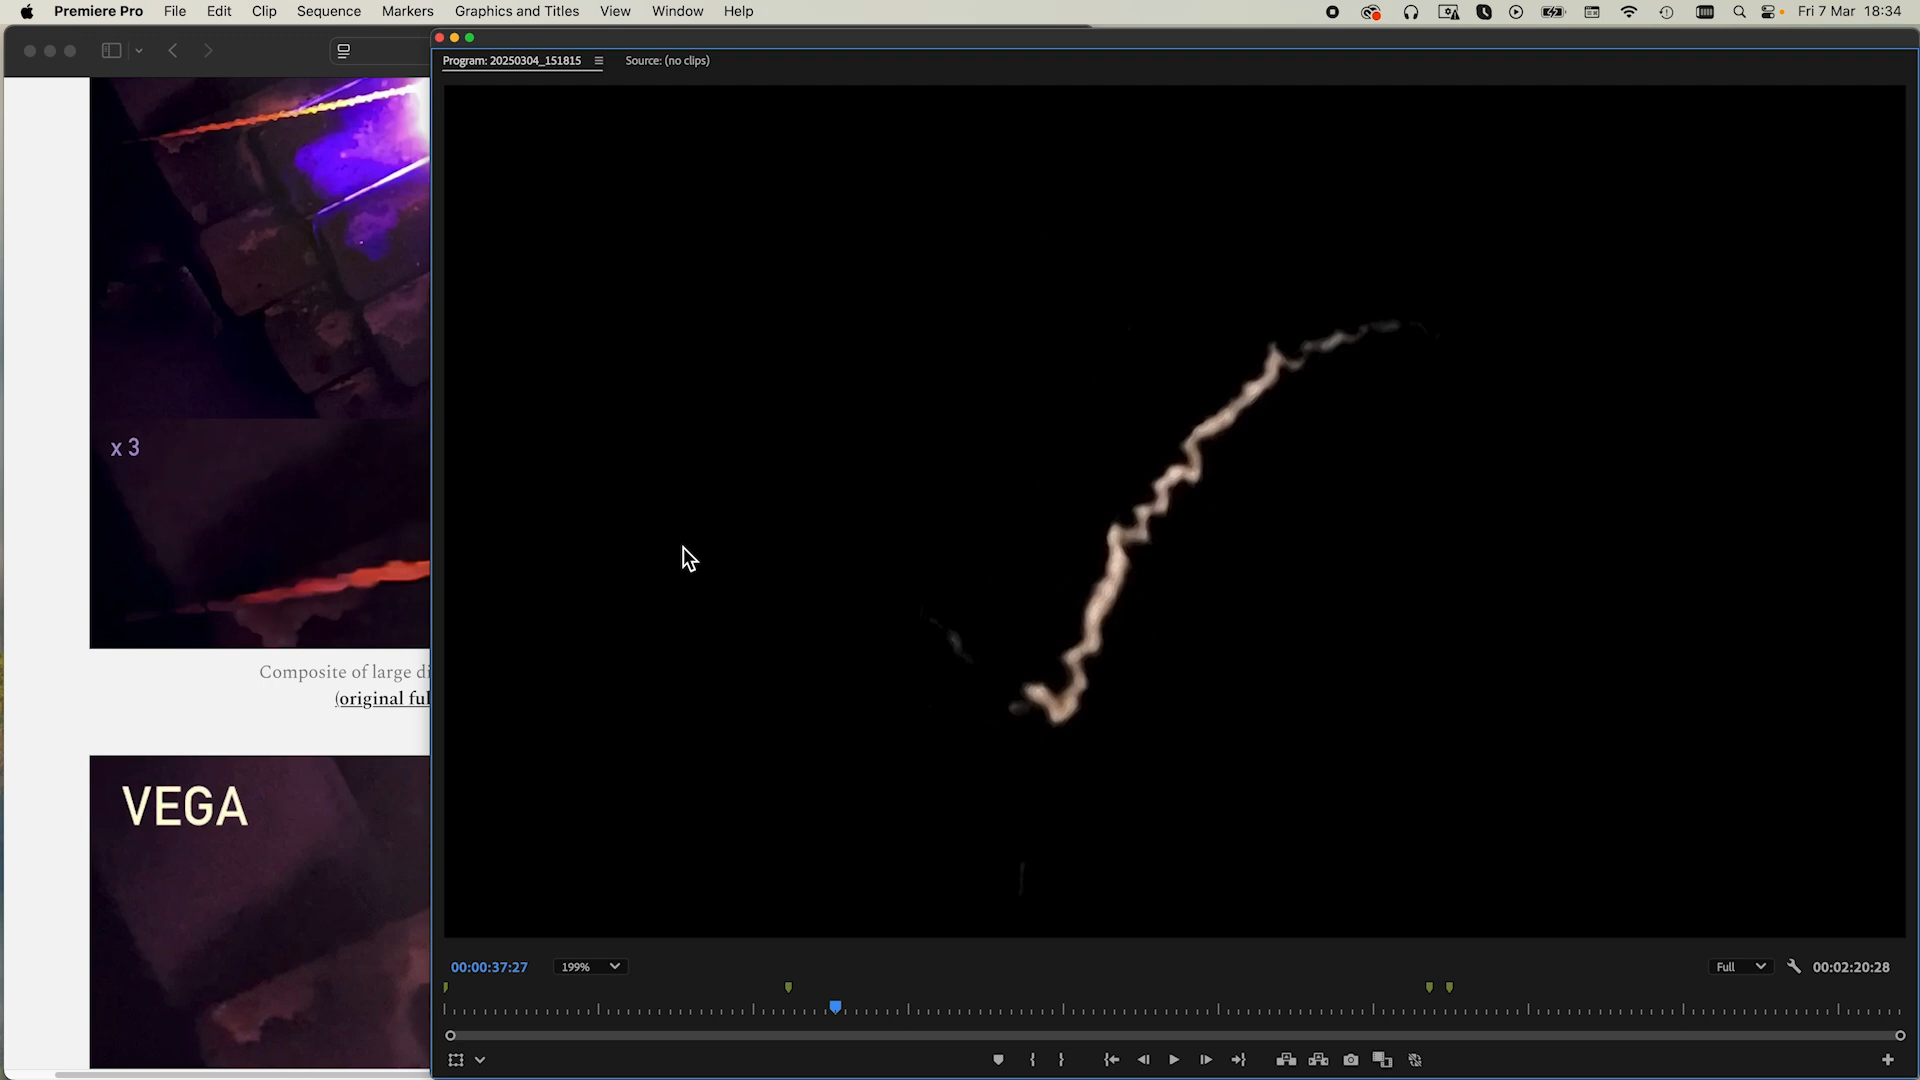 Premiere Pro File Edit Clip Sequence Markers Graphics and Titles View Window Help Fri 7 Mar 18:34
Program: 20250304_151815 Source: (no clips)
x 3
Composite of large di
(original ful
VEGA
00:00:37:27 199% Full 00:02:20:28